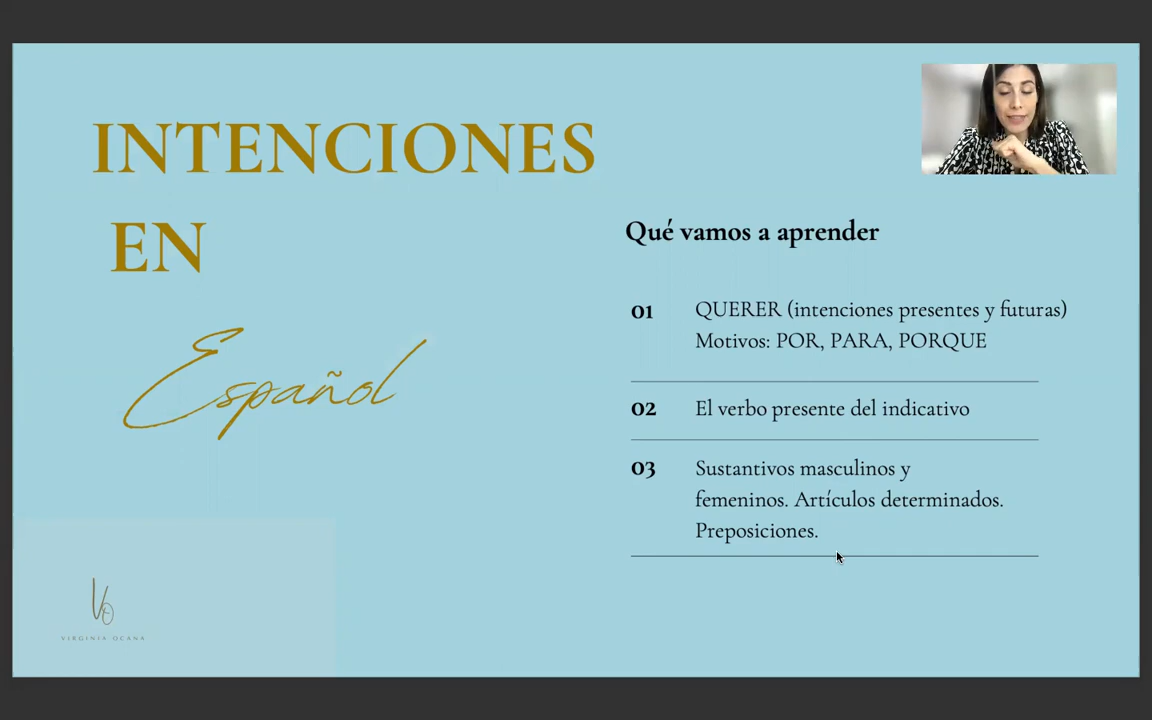 INTENCIONES
EN
Español
Qué vamos a aprender
01 QUERER (intenciones presentes y futuras)
Motivos: POR, PARA, PORQUE
02 El verbo presente del indicativo
03 Sustantivos masculinos y
femeninos. Artículos determinados.
Preposiciones.
VO
VIRGINIA OCAÑA